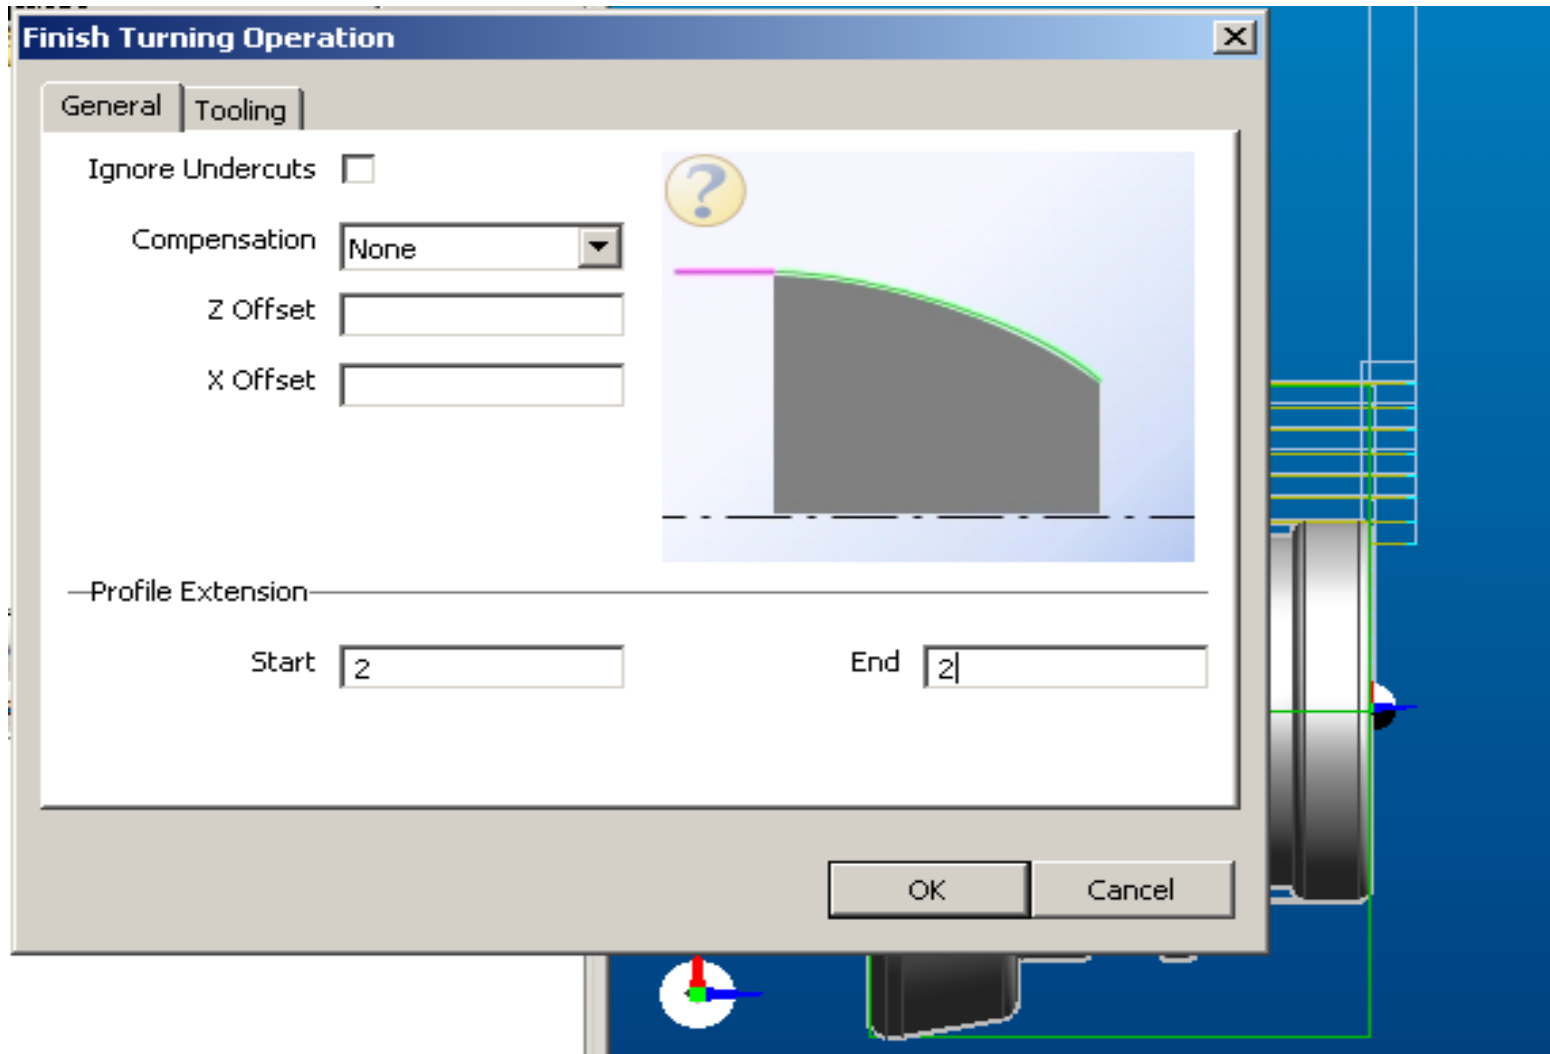 Finish Turning Operation
General Tooling
Ignore Undercuts
Compensation None
Z Offset
X Offset
Profile Extension
Start 2 End 2
OK Cancel